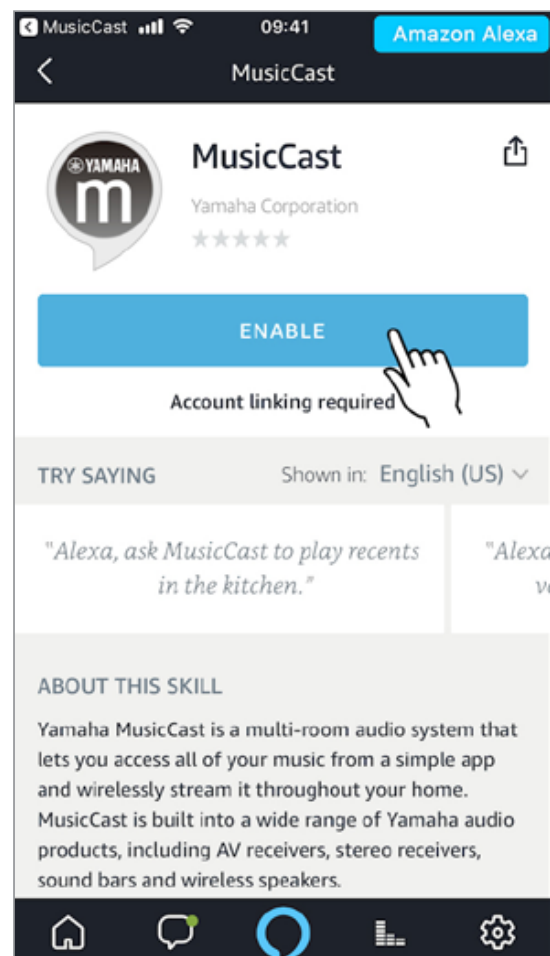 MusicCast 09:41 Amazon Alexa
MusicCast
YAMAHA
m
MusicCast
Yamaha Corporation
ENABLE
Account linking required
TRY SAYING Shown in: English (US)
"Alexa, ask MusicCast to play recents
in the kitchen."
"Alexa
ABOUT THIS SKILL
Yamaha MusicCast is a multi-room audio system that
lets you access all of your music from a simple app
and wirelessly stream it throughout your home.
MusicCast is built into a wide range of Yamaha audio
products, including AV receivers, stereo receivers,
sound bars and wireless speakers.